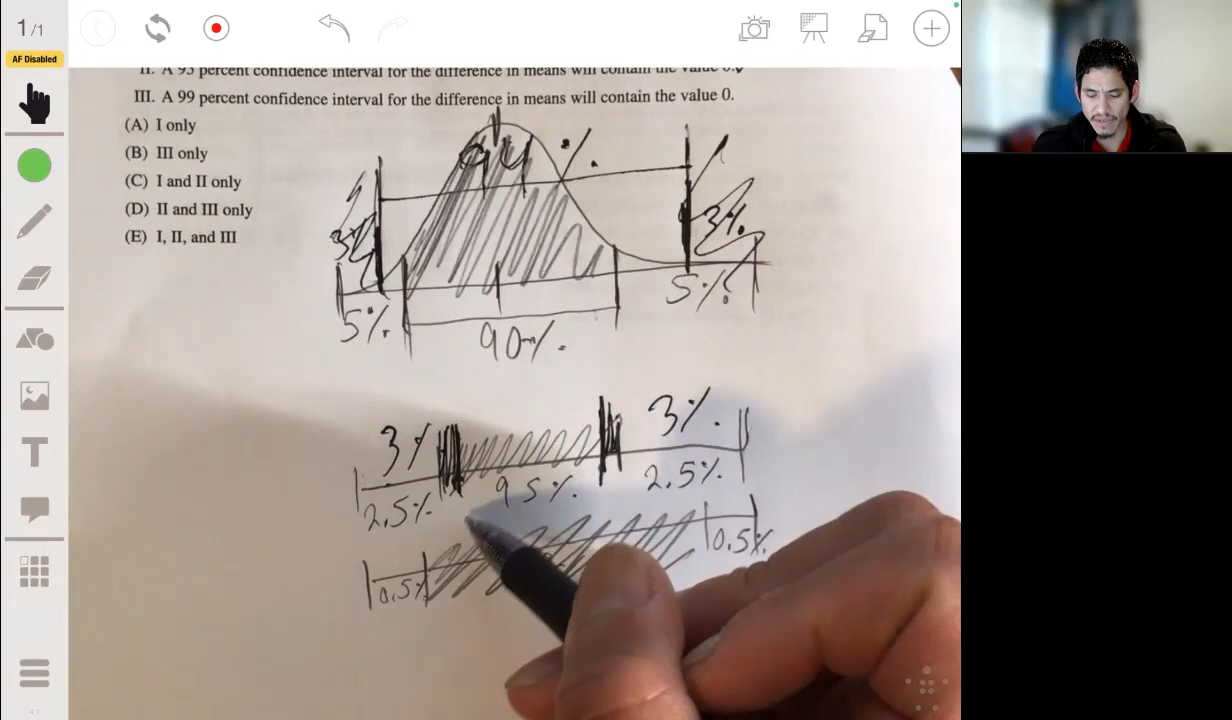 1/1
AF Disabled
II. A 95 percent confidence interval for the difference in means will contain the value 0.
III. A 99 percent confidence interval for the difference in means will contain the value 0.
(A) I only
(B) III only
(C) I and II only
(D) II and III only
(E) I, II, and III
94%.
3%
3%.
5%.
90%.
5%.
3%
3%.
2.5%.
95%.
2.5%.
0.5%
0.5%.
T